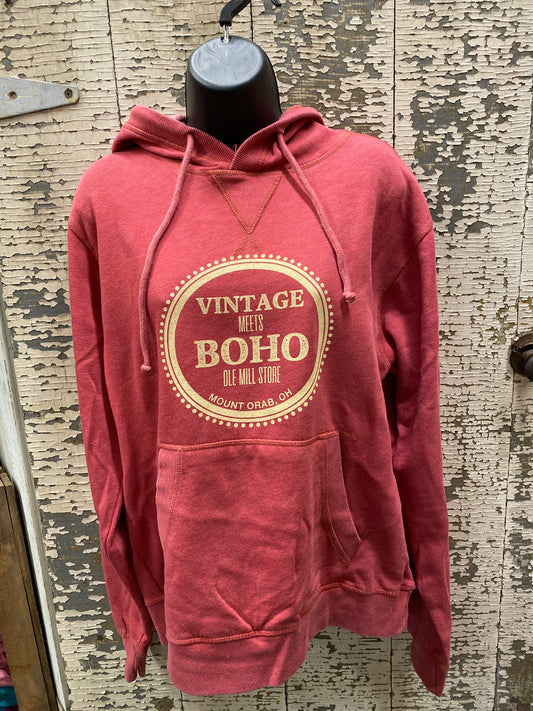 VINTAGE
MEETS
BOHO
OLE MILL STORE
MOUNT ORAB, OH